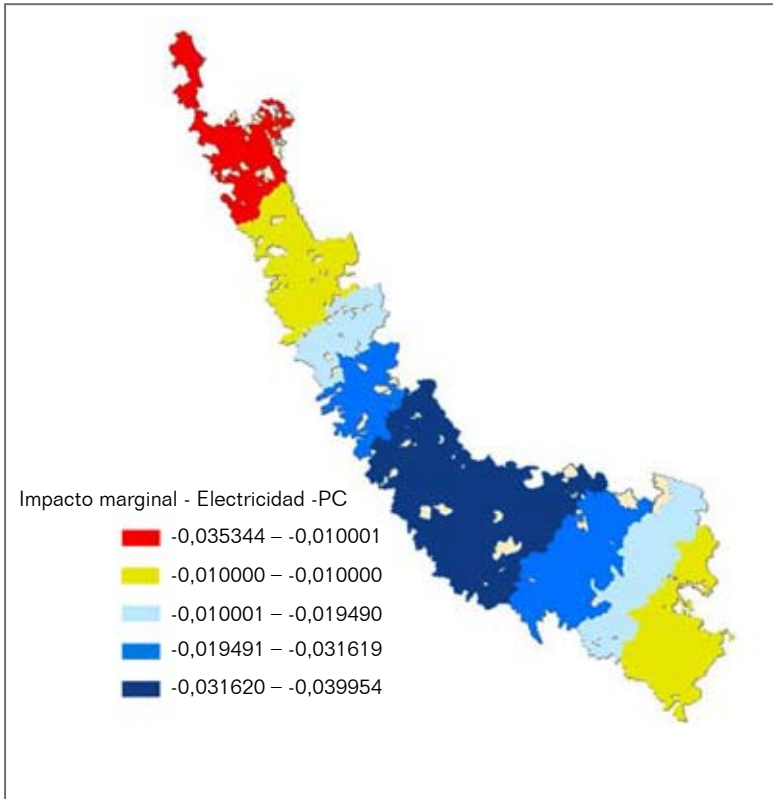 Impacto marginal - Electricidad -PC
-0,035344 – -0,010001
-0,010000 – -0,010000
-0,010001 – -0,019490
-0,019491 – -0,031619
-0,031620 – -0,039954